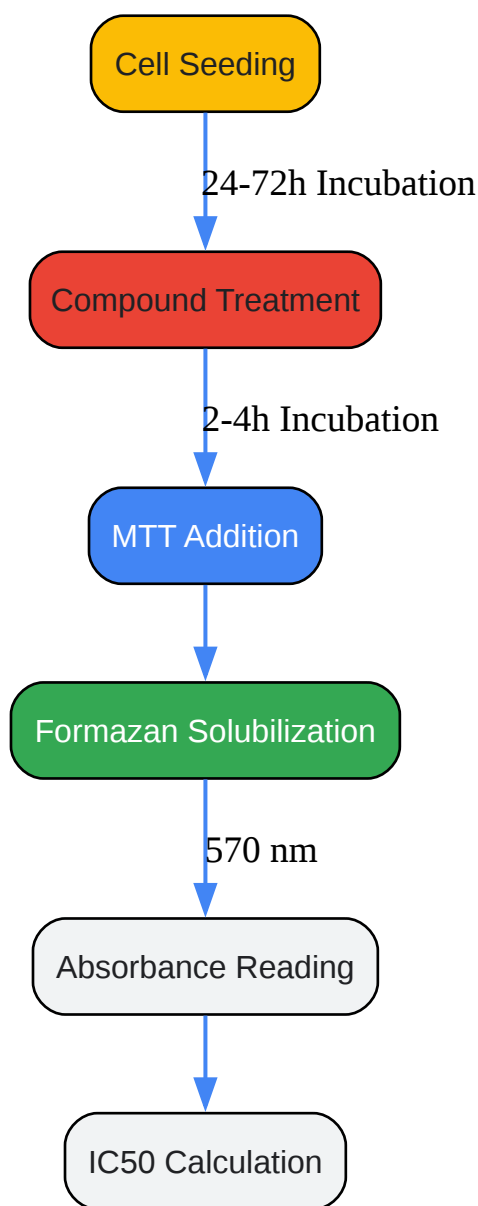 Cell Seeding
24-72h Incubation
Compound Treatment
2-4h Incubation
MTT Addition
Formazan Solubilization
570 nm
Absorbance Reading
IC50 Calculation